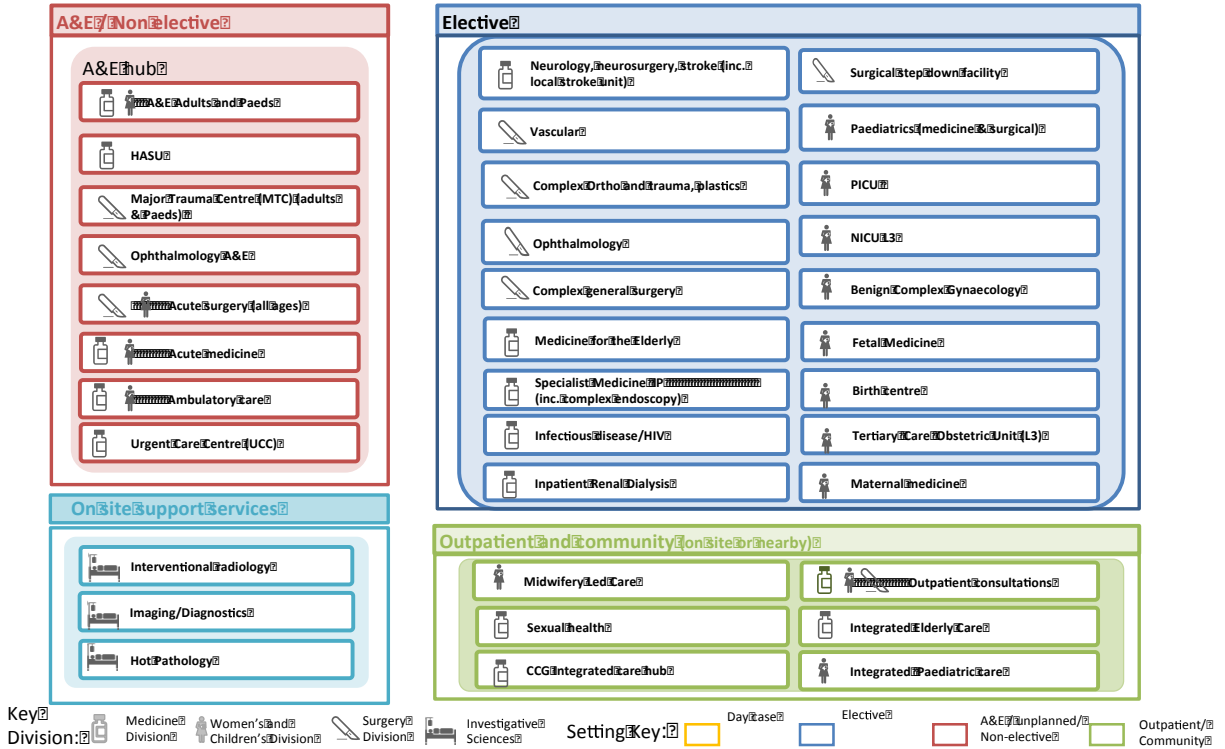 A&E / Non elective
A&E hub
A&E Adults and Paeds
HASU
Major Trauma Centre (MTC) (adults
& Paeds)
Ophthalmology A&E
Acute surgery (all ages)
Acute medicine
Ambulatory care
Urgent Care Centre (UCC)
On site support services
Interventional radiology
Imaging/Diagnostics
Hot Pathology
Elective
Neurology, neurosurgery, stroke (inc.
local stroke unit)
Vascular
Complex Ortho and trauma, plastics
Ophthalmology
Complex general surgery
Medicine for the Elderly
Specialist Medicine IP
(inc. complex endoscopy)
Infectious disease/HIV
Inpatient Renal Dialysis
Surgical step down facility
Paediatrics (medicine & surgical)
PICU
NICU L3
Benign Complex Gynaecology
Fetal Medicine
Birth centre
Tertiary Care Obstetric Unit (L3)
Maternal medicine
Outpatient and community (on site or nearby)
Midwifery Led Care
Sexual health
CCG Integrated care hub
Outpatient consultations
Integrated Elderly Care
Integrated Paediatric care
Key
Division:
Medicine
Division
Women's and
Children's Division
Surgery
Division
Investigative
Sciences
Setting Key:
Day case
Elective
A&E / unplanned/
Non-elective
Outpatient/
Community